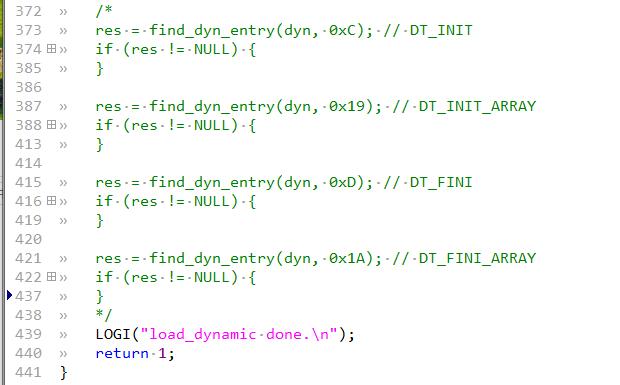 372 » /*
373 » res = find_dyn_entry(dyn, 0xC); // DT_INIT
374 » if (res != NULL) {
385 » }
386
387 » res = find_dyn_entry(dyn, 0x19); // DT_INIT_ARRAY
388 » if (res != NULL) {
413 » }
414
415 » res = find_dyn_entry(dyn, 0xD); // DT_FINI
416 » if (res != NULL) {
419 » }
420
421 » res = find_dyn_entry(dyn, 0x1A); // DT_FINI_ARRAY
422 » if (res != NULL) {
437 » }
438 » */
439 » LOGI("load_dynamic done.\n");
440 » return 1;
441 }